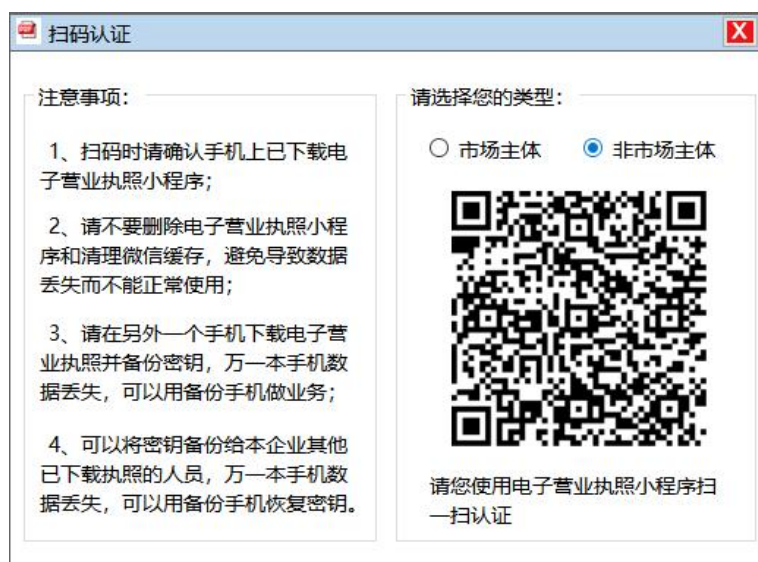 扫码认证
注意事项：
1、扫码时请确认手机上已下载电
子营业执照小程序；
2、请不要删除电子营业执照小程
序和清理微信缓存，避免导致数据
丢失而不能正常使用；
3、请在另外一个手机下载电子营
业执照并备份密钥，万一本手机数
据丢失，可以用备份手机做业务；
4、可以将密钥备份给本企业其他
已下载执照的人员，万一本手机数
据丢失，可以用备份手机恢复密钥。
请选择您的类型：
市场主体 非市场主体
请您使用电子营业执照小程序扫
一扫认证